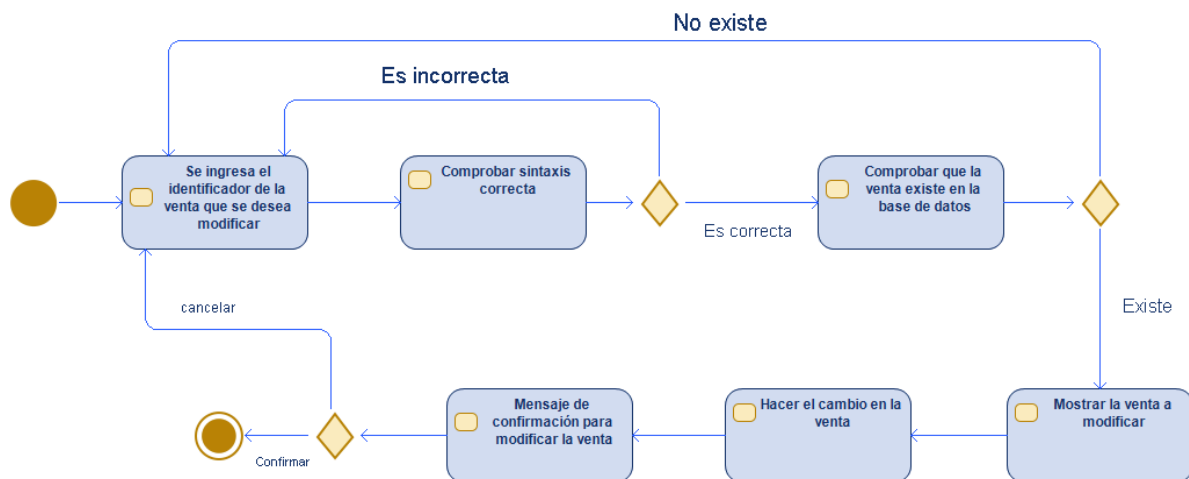 No existe
Es incorrecta
Se ingresa el
identificador de la
venta que se desea
modificar
Comprobar sintaxis
correcta
Es correcta
Comprobar que la
venta existe en la
base de datos
cancelar
Existe
Mensaje de
confirmación para
modificar la venta
Hacer el cambio en la
venta
Mostrar la venta a
modificar
Confirmar